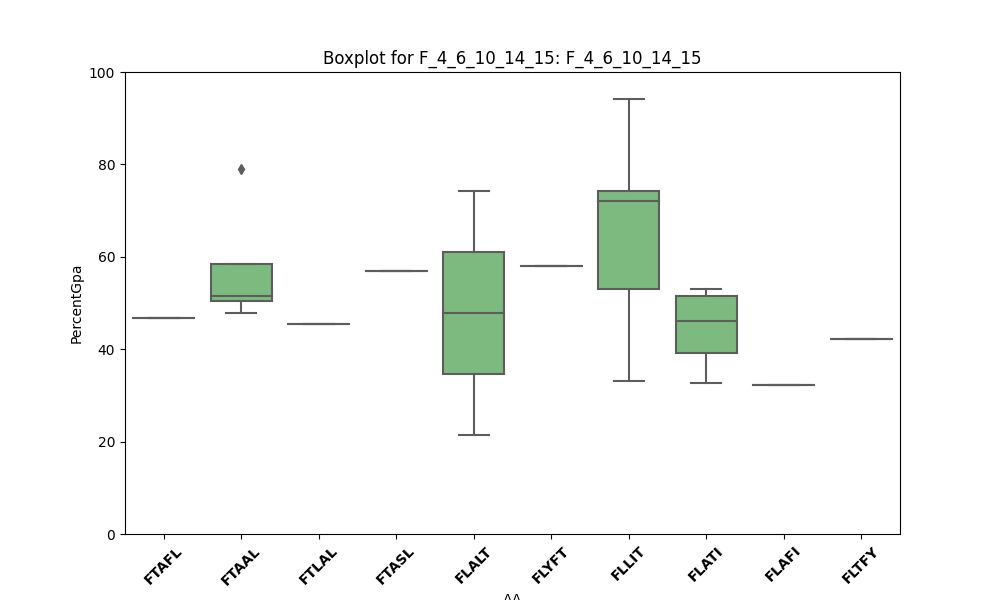 Boxplot for F_4_6_10_14_15: F_4_6_10_14_15
100
80
60
40
20
0
PercentGpa
FTAFL
FTAAL
FTLAL
FTASL
FLALT
FLYFT
FLLIT
FLATI
FLAFI
FLTFY
AA